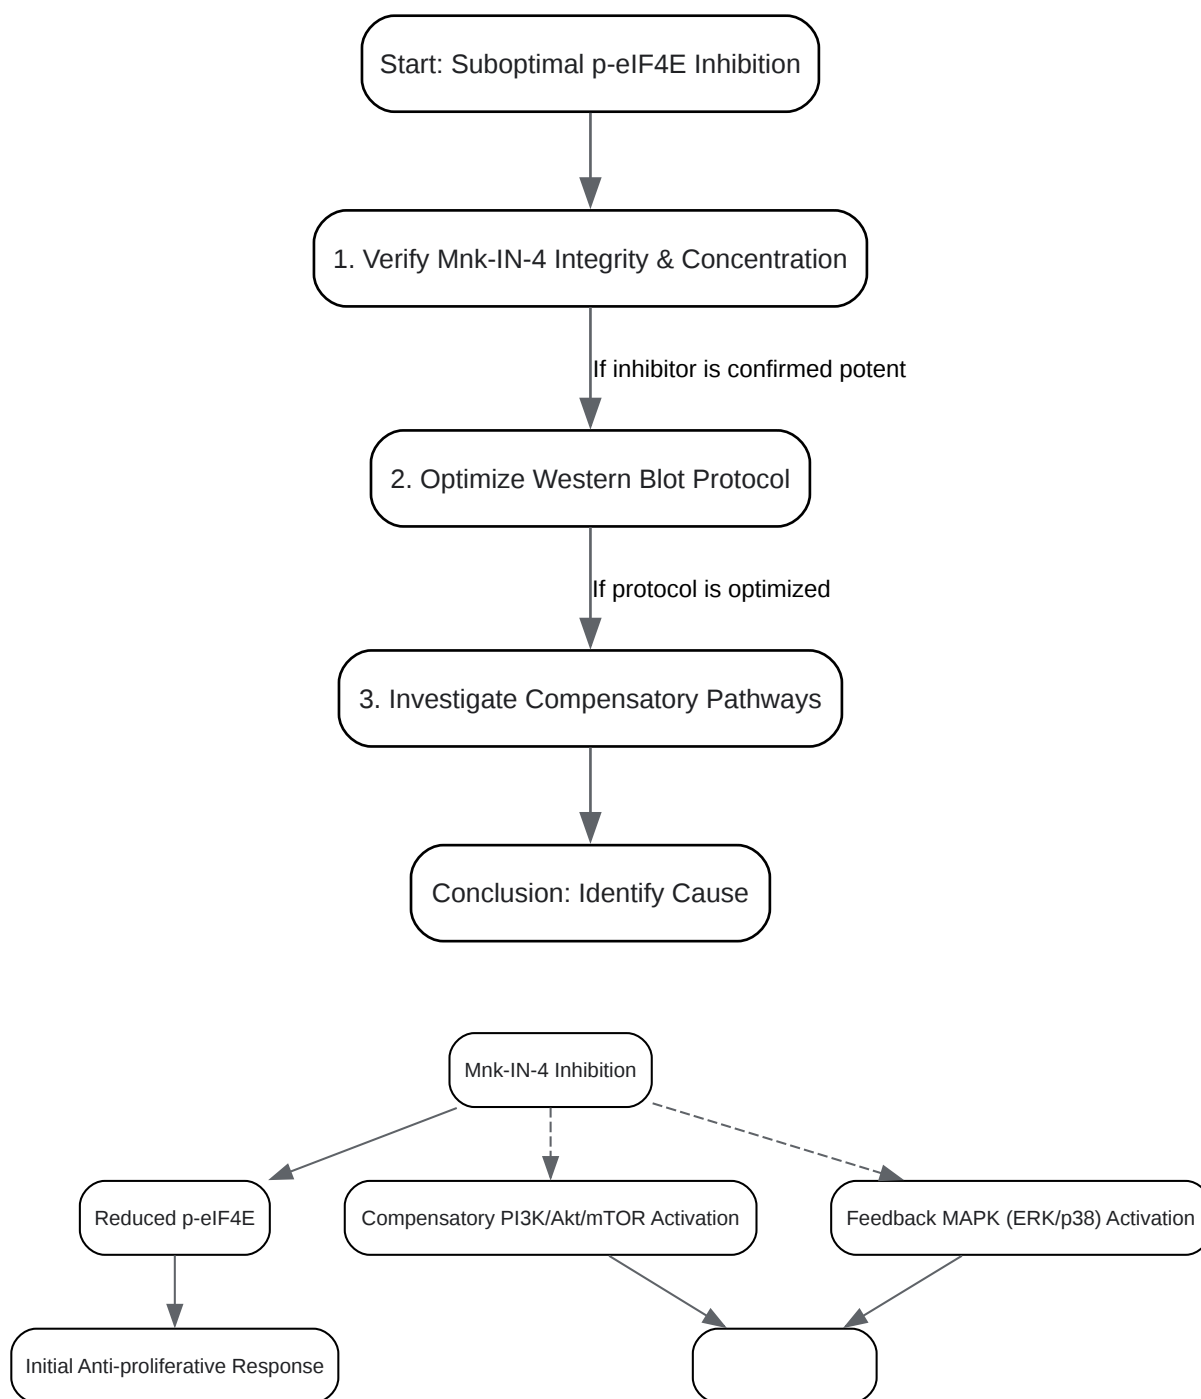 Start: Suboptimal p-eIF4E Inhibition
1. Verify Mnk-IN-4 Integrity & Concentration
If inhibitor is confirmed potent
2. Optimize Western Blot Protocol
If protocol is optimized
3. Investigate Compensatory Pathways
Conclusion: Identify Cause
Mnk-IN-4 Inhibition
Reduced p-eIF4E
Compensatory PI3K/Akt/mTOR Activation
Feedback MAPK (ERK/p38) Activation
Initial Anti-proliferative Response